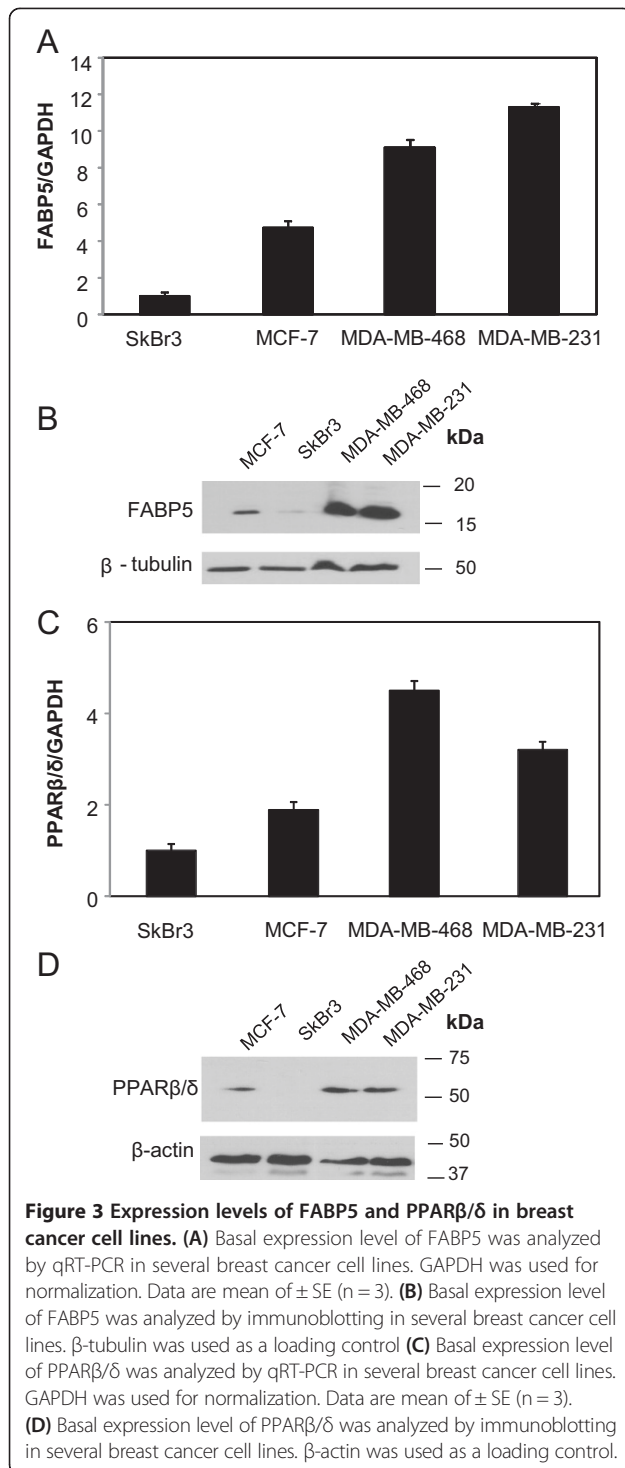 A
14
12
10
8
6
4
2
0
FABP5/GAPDH
SkBr3 MCF-7 MDA-MB-468 MDA-MB-231
B
MCF-7 SkBr3 MDA-MB-468 MDA-MB-231 kDa
FABP5
20
15
β - tubulin
50
C
6
4
2
0
PPARβ/δ/GAPDH
SkBr3 MCF-7 MDA-MB-468 MDA-MB-231
D
MCF-7 SkBr3 MDA-MB-468 MDA-MB-231 kDa
75
PPARβ/δ
50
β-actin
50
37
Figure 3 Expression levels of FABP5 and PPARβ/δ in breast
cancer cell lines. (A) Basal expression level of FABP5 was analyzed
by qRT-PCR in several breast cancer cell lines. GAPDH was used for
normalization. Data are mean of ± SE (n = 3). (B) Basal expression level
of FABP5 was analyzed by immunoblotting in several breast cancer cell
lines. β-tubulin was used as a loading control (C) Basal expression level
of PPARβ/δ was analyzed by qRT-PCR in several breast cancer cell lines.
GAPDH was used for normalization. Data are mean of ± SE (n = 3).
(D) Basal expression level of PPARβ/δ was analyzed by immunoblotting
in several breast cancer cell lines. β-actin was used as a loading control.